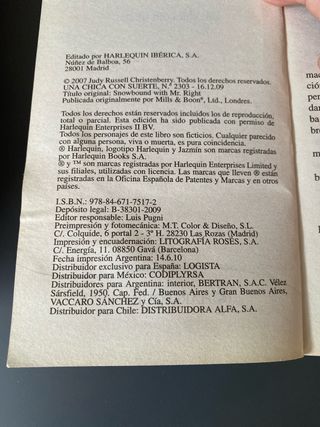 Editado por HARLEQUIN IBÉRICA, S.A.
Núñez de Balboa, 56
28001 Madrid
© 2007 Judy Russell Christenberry. Todos los derechos reservados.
UNA CHICA CON SUERTE, N.º 2303 - 16.12.09
Título original: Snowbound with Mr. Right
Publicada originalmente por Mills & Boon®, Ltd., Londres.
Todos los derechos están reservados incluidos los de reproducción,
total o parcial. Esta edición ha sido publicada con permiso de
Harlequin Enterprises II BV.
Todos los personajes de este libro son ficticios. Cualquier parecido
con alguna persona, viva o muerta, es pura coincidencia.
® Harlequin, logotipo Harlequin y Jazmín son marcas registradas
por Harlequin Books S.A.
® y ™ son marcas registradas por Harlequin Enterprises Limited y
sus filiales, utilizadas con licencia. Las marcas que lleven ® están
registradas en la Oficina Española de Patentes y Marcas y en otros
países.
I.S.B.N.: 978-84-671-7517-2
Depósito legal: B-38301-2009
Editor responsable: Luis Pugni
Preimpresión y fotomecánica: M.T. Color & Diseño, S.L.
C/. Colquide, 6 portal 2 - 3º H. 28230 Las Rozas (Madrid)
Impresión y encuadernación: LITOGRAFÍA ROSÉS, S.A.
C/. Energía, 11. 08850 Gavá (Barcelona)
Fecha impresión Argentina: 14.6.10
Distribuidor exclusivo para España: LOGISTA
Distribuidor para México: CODIPLYRSA
Distribuidores para Argentina: interior, BERTRAN, S.A.C. Vélez
Sársfield, 1950. Cap. Fed. / Buenos Aires y Gran Buenos Aires,
VACCARO SÁNCHEZ y Cía, S.A.
Distribuidor para Chile: DISTRIBUIDORA ALFA, S.A.